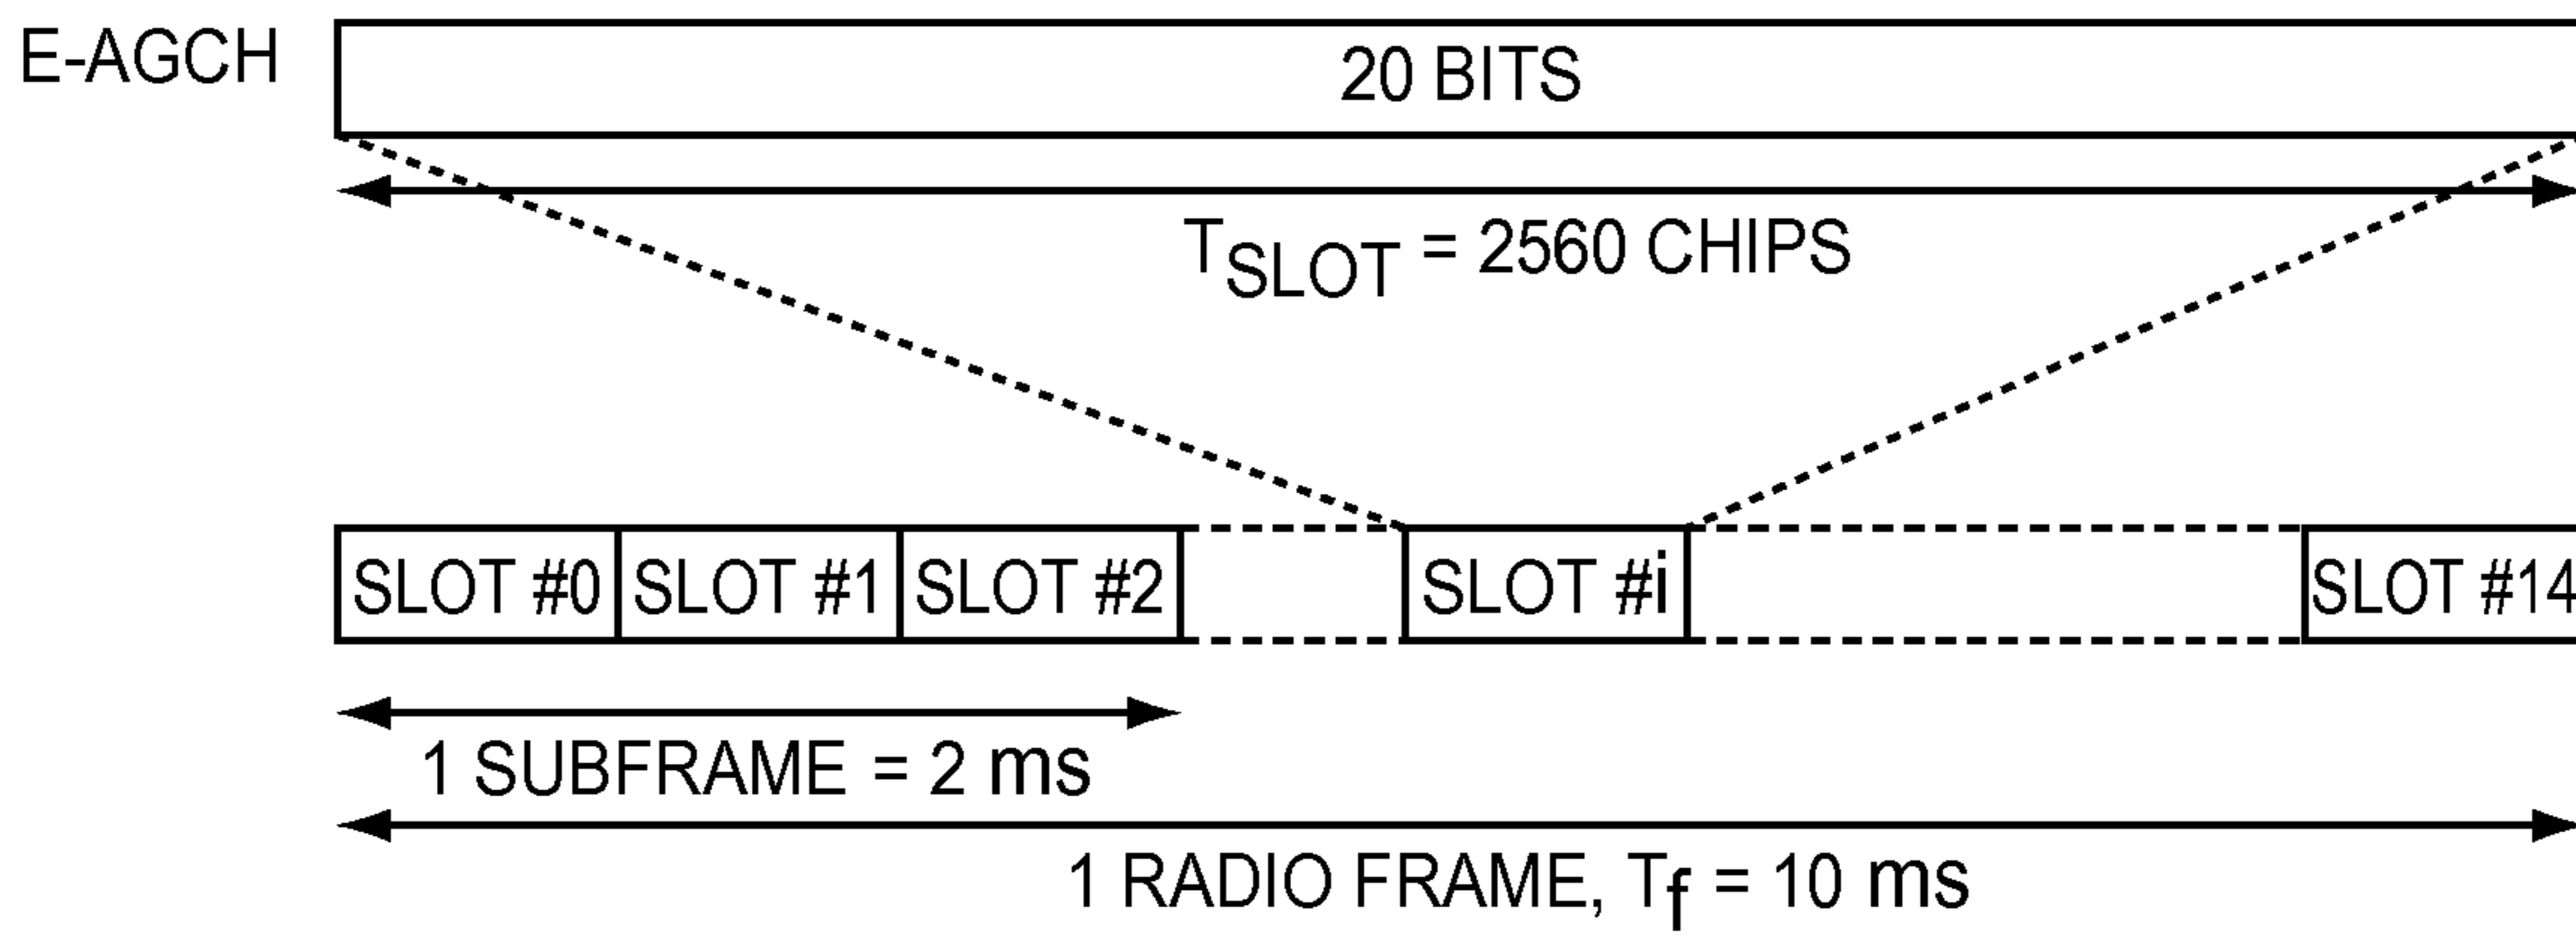 E-AGCH
20 BITS
TSLOT = 2560 CHIPS
SLOT #0 SLOT #1 SLOT #2 SLOT #i SLOT #14
1 SUBFRAME = 2 ms
1 RADIO FRAME, Tf = 10 ms